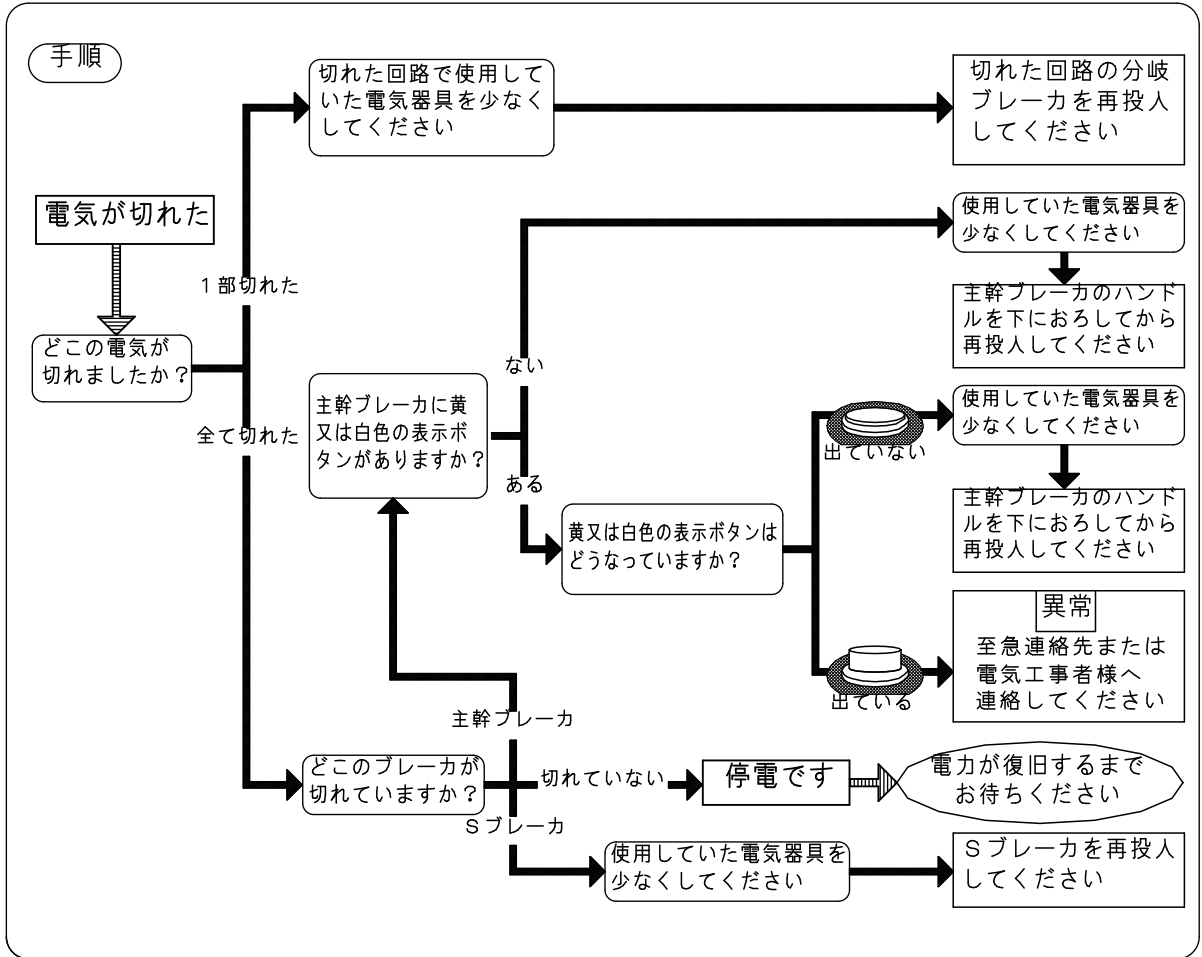 手順
電気が切れた
どこの電気が
切れましたか？
１部切れた
切れた回路で使用して
いた電気器具を少なく
してください
切れた回路の分岐
ブレーカを再投入
してください
全て切れた
どこのブレーカが
切れていますか？
主幹ブレーカ
主幹ブレーカに黄
又は白色の表示ボ
タンがありますか？
ない
使用していた電気器具を
少なくしてください
主幹ブレーカのハンド
ルを下におろしてから
再投入してください
ある
黄又は白色の表示ボタンは
どうなっていますか？
出ていない
使用していた電気器具を
少なくしてください
主幹ブレーカのハンド
ルを下におろしてから
再投入してください
出ている
異常
至急連絡先または
電気工事者様へ
連絡してください
切れていない
停電です
電力が復旧するまで
お待ちください
Ｓブレーカ
使用していた電気器具を
少なくしてください
Ｓブレーカを再投入
してください